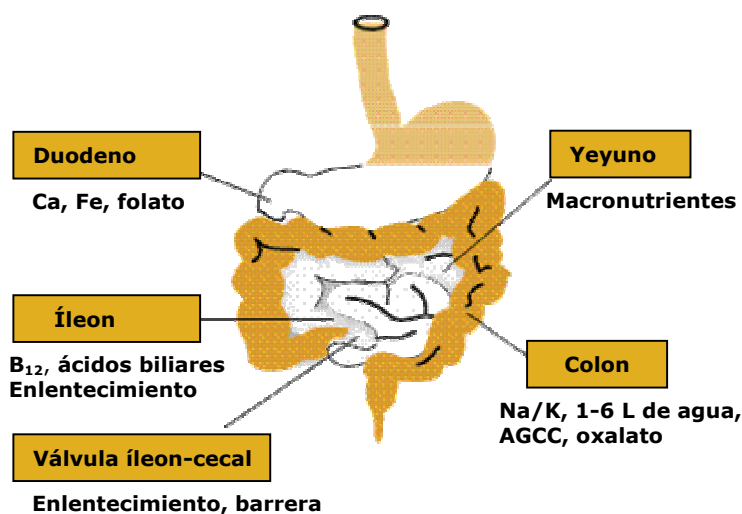 Duodeno
Ca, Fe, folato
Yeyuno
Macronutrientes
Íleon
B₁₂, ácidos biliares
Enlentecimiento
Colon
Na/K, 1-6 L de agua,
AGCC, oxalato
Válvula íleon-cecal
Enlentecimiento, barrera